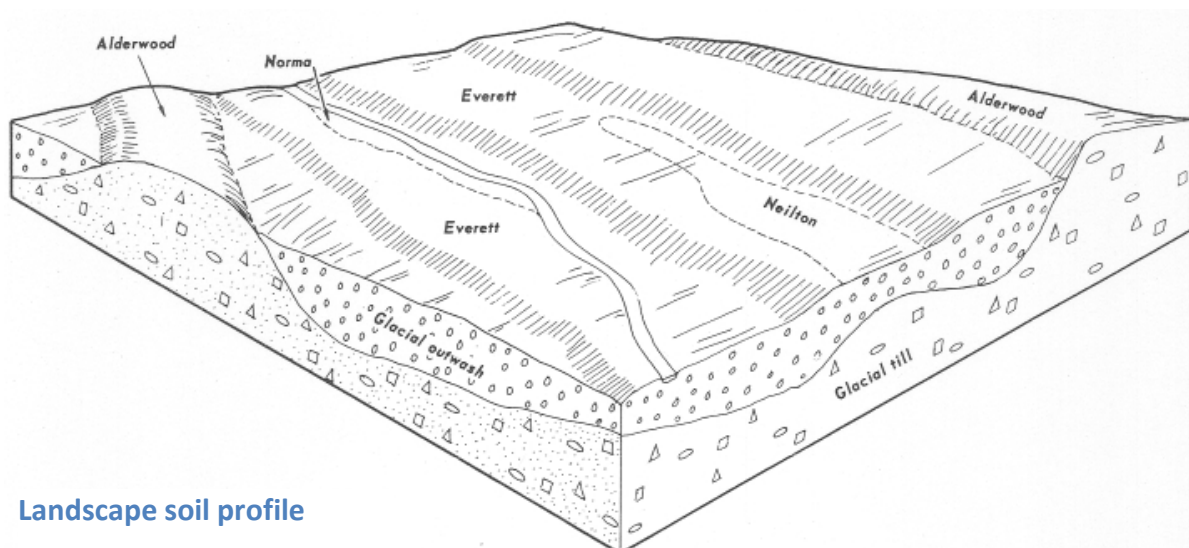 Alderwood
Norma
Everett
Alderwood
Neilton
Everett
Glacial outwash
Glacial till
Landscape soil profile